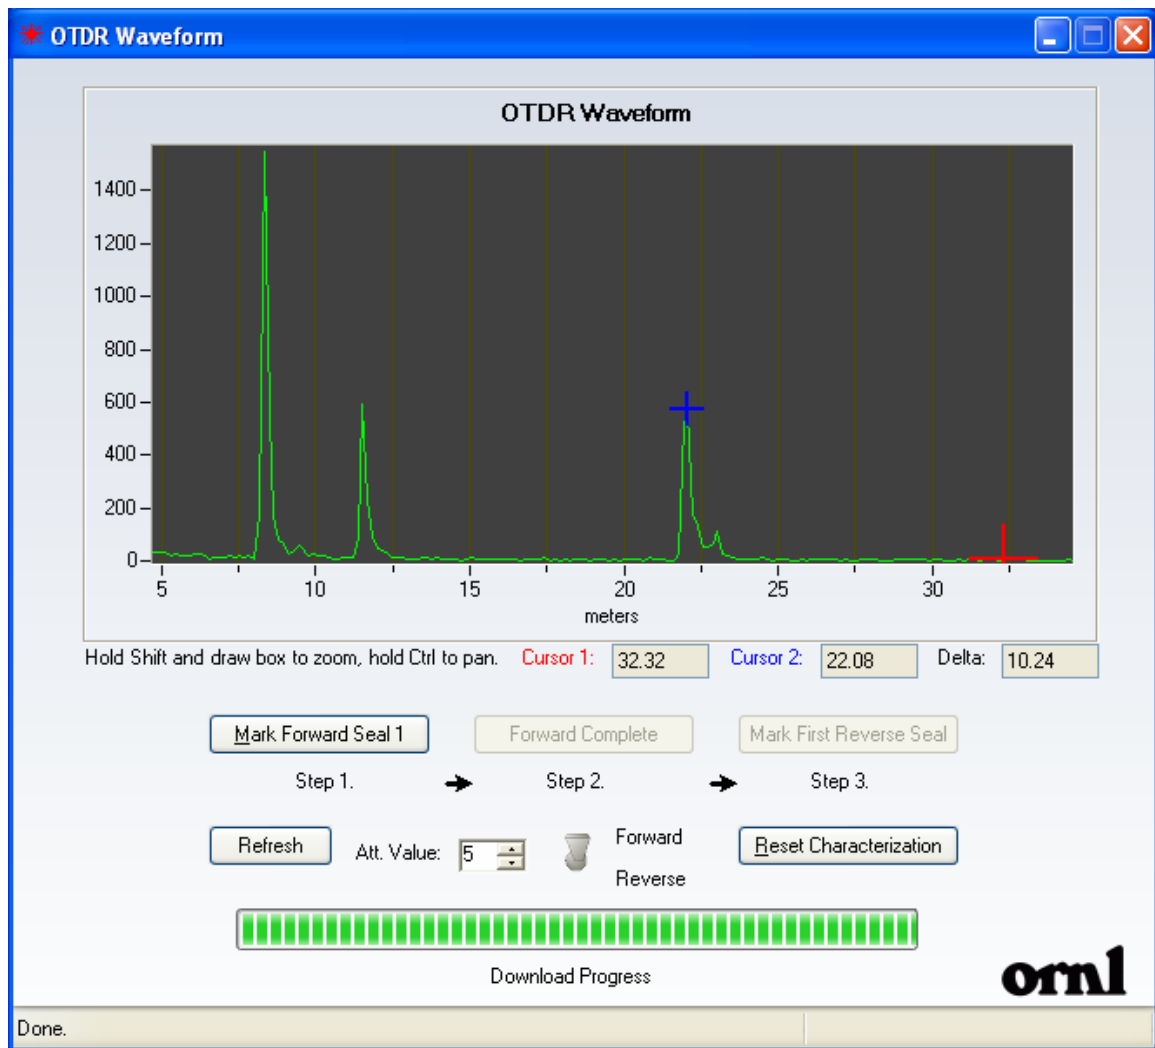 OTDR Waveform
OTDR Waveform
1400
1200
1000
800
600
400
200
0
5 10 15 20 25 30
meters
Hold Shift and draw box to zoom, hold Ctrl to pan. Cursor 1: 32.32 Cursor 2: 22.08 Delta: 10.24
Mark Forward Seal 1 Forward Complete Mark First Reverse Seal
Step 1. Step 2. Step 3.
Refresh Att. Value: 5 Forward Reset Characterization
Reverse
Download Progress
ornl
Done.